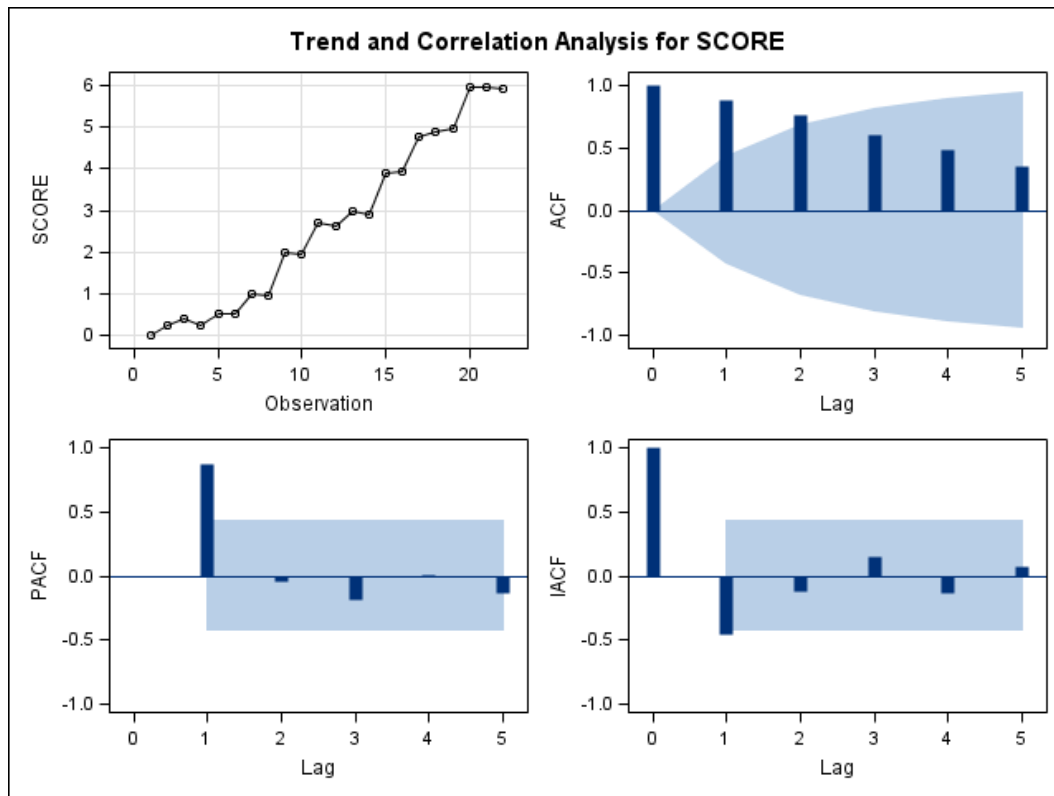 Trend and Correlation Analysis for SCORE
6
5
4
3
2
1
0
SCORE
0 5 10 15 20
Observation
1.0
0.5
0.0
-0.5
-1.0
ACF
0 1 2 3 4 5
Lag
1.0
0.5
0.0
-0.5
-1.0
PACF
0 1 2 3 4 5
Lag
1.0
0.5
0.0
-0.5
-1.0
IACF
0 1 2 3 4 5
Lag